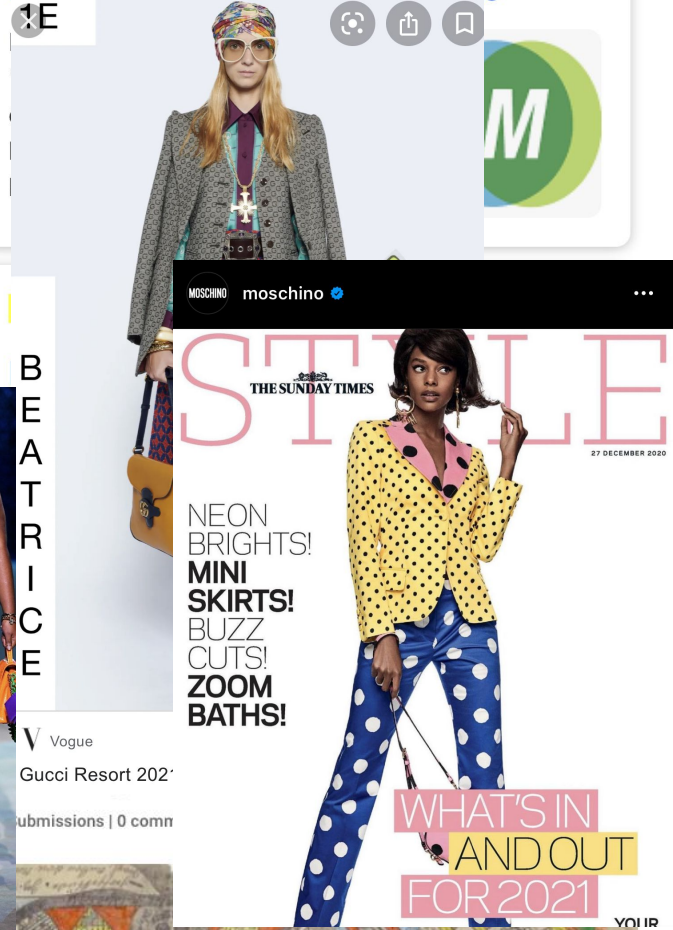 1E
M
MOSCHINO
moschino
STYLE
THE SUNDAY TIMES
27 DECEMBER 2020
NEON
BRIGHTS!
MINI
SKIRTS!
BUZZ
CUTS!
ZOOM
BATHS!
WHAT'S IN
AND OUT
FOR 2021
YOUR
B
E
A
T
R
I
C
E
V Vogue
Gucci Resort 2021
ubmissions | 0 comm